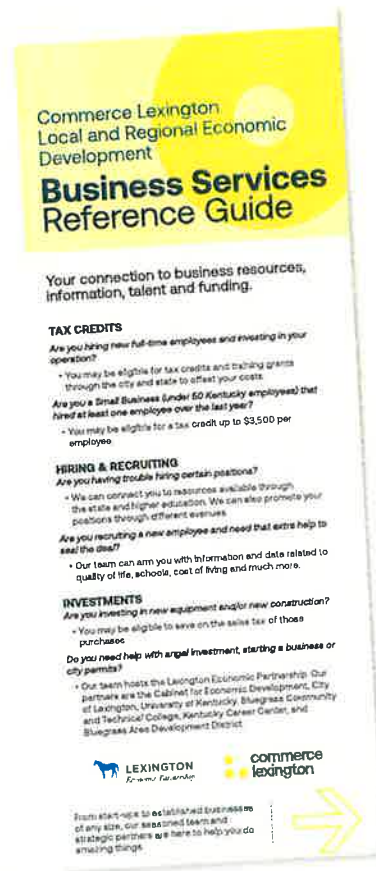 Commerce Lexington
Local and Regional Economic
Development
Business Services
Reference Guide
Your connection to business resources,
information, talent and funding.
TAX CREDITS
Are you hiring new full-time employees and investing in your
operation?
• You may be eligible for tax credits and training grants
through the city and state to offset your costs.
Are you a Small Business (under 50 Kentucky employees) that
hired at least one employee over the last year?
• You may be eligible for a tax credit up to $3,500 per
employee.
HIRING & RECRUITING
Are you having trouble hiring certain positions?
• We can connect you to resources available through
the state and higher education. We can also promote your
positions through different avenues.
Are you recruiting a new employee and need that extra help to
seal the deal?
• Our team can arm you with information and data related to
quality of life, schools, cost of living and much more.
INVESTMENTS
Are you investing in new equipment and/or new construction?
• You may be eligible to save on the sales tax of those
purchases
Do you need help with angel investment, starting a business or
city permits?
• Our team hosts the Lexington Economic Partnership. Our
partners are the Cabinet for Economic Development, City
of Lexington, University of Kentucky, Bluegrass Community
and Technical College, Kentucky Career Center, and
Bluegrass Area Development District.
LEXINGTON
Economic Partnership
commerce
lexington
From start-ups to established businesses
of any size, our seasoned team and
strategic partners are here to help you do
amazing things.